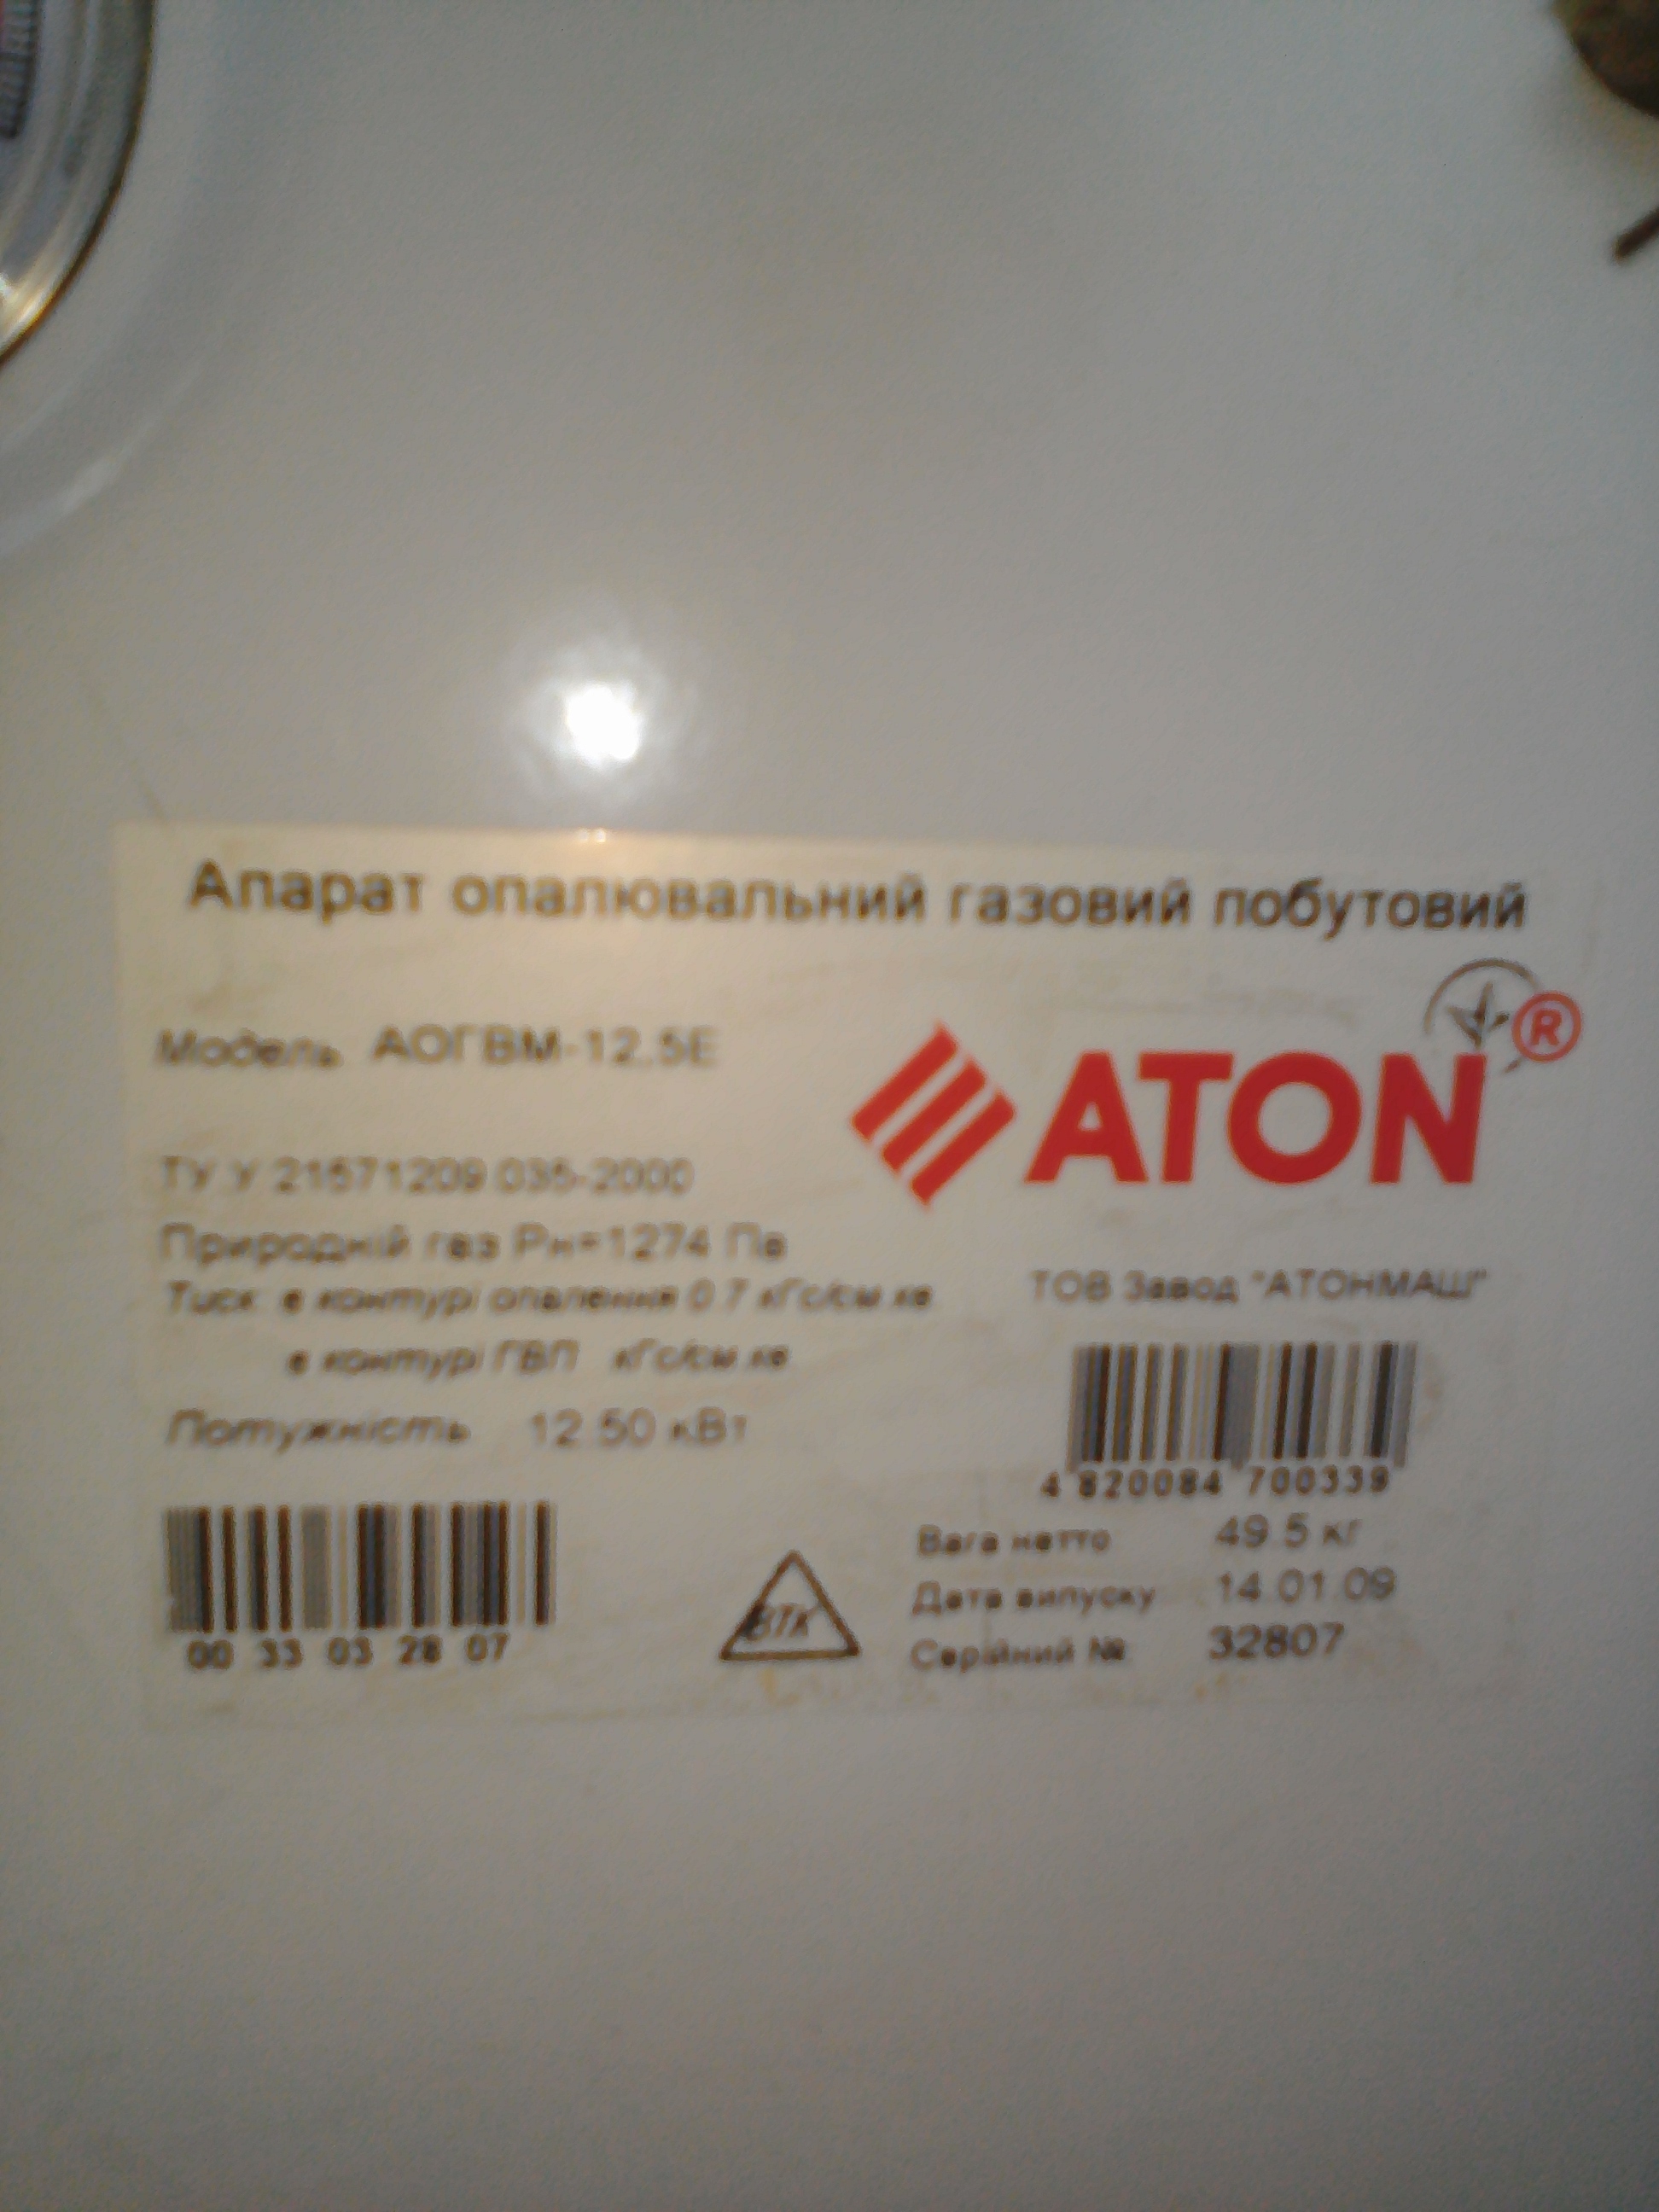 Апарат опалювальний газовий побутовий
Модель АОГВМ-12.5Е
ATON®
ТУ У 21571209.035-2000
Природній газ Рн=1274 Па
Тиск: в контурі опалення 0.7 кГс/см.кв
в контурі ГВП кГс/см.кв
Потужність 12.50 кВт
00 33 03 28 07
ВТК
ТОВ Завод "АТОНМАШ"
4 820084 700339
Вага нетто 49.5 кг
Дата випуску 14.01.09
Серійний № 32807